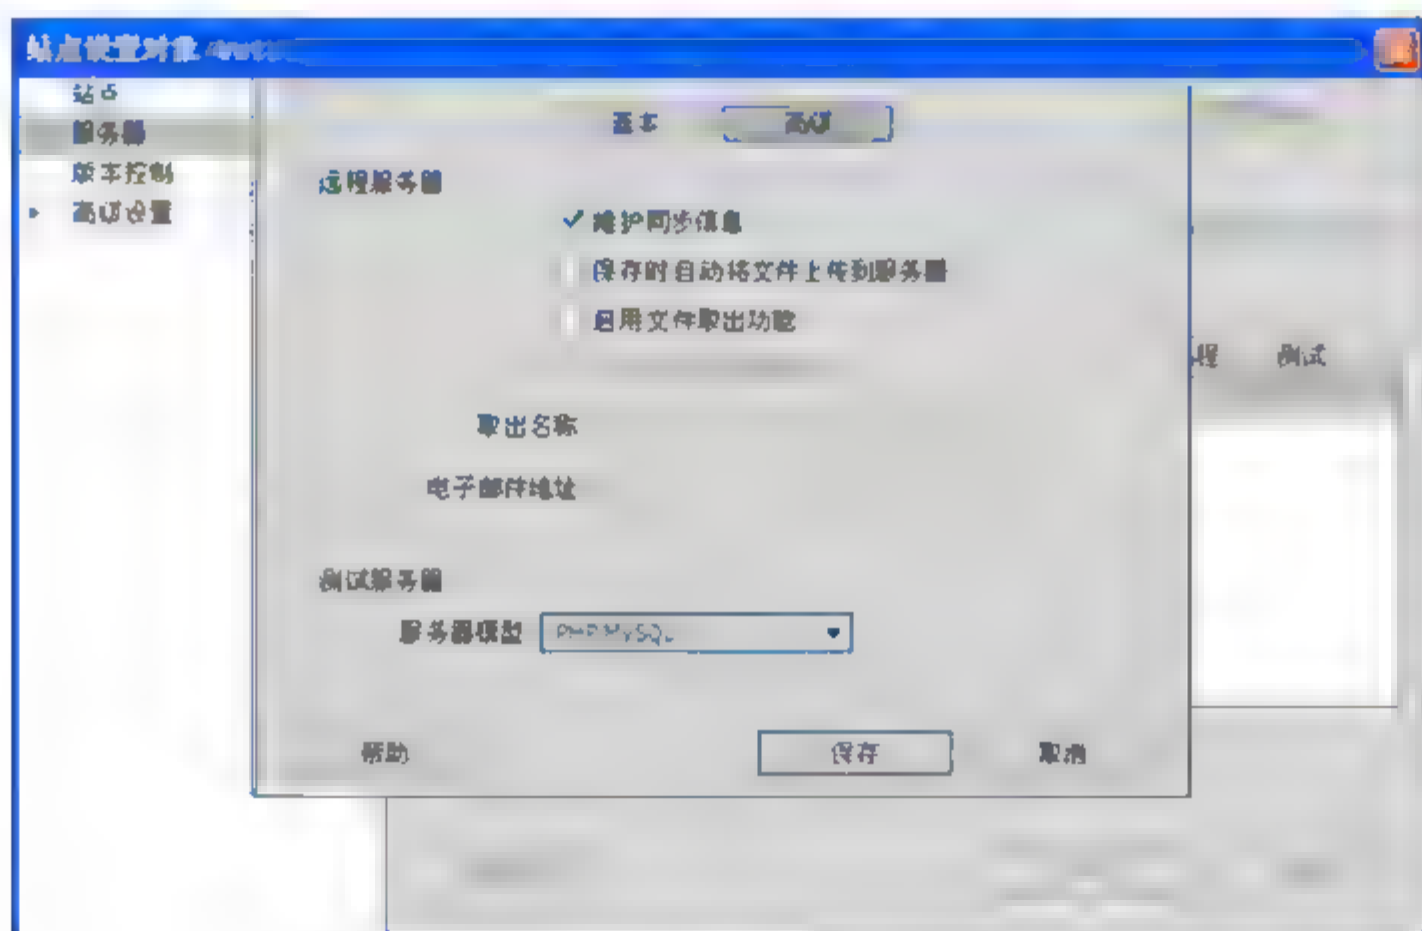 站点设置对象
站点
服务器
版本控制
高级设置
基本 高级
远程服务器
维护同步信息
保存时自动将文件上传到服务器
启用文件取出功能
程 测试
取出名称
电子邮件地址
测试服务器
服务器模型 PHP MySQL
帮助 保存 取消